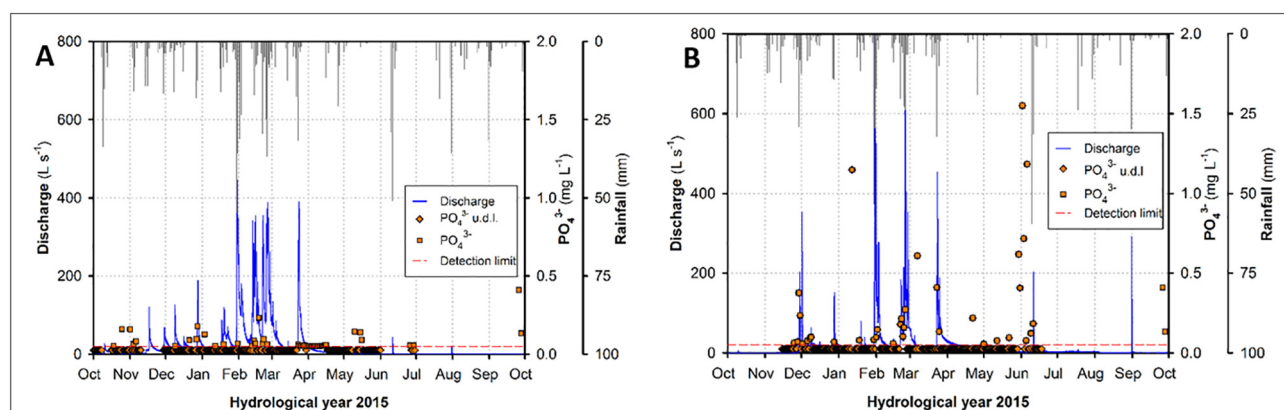 A
800
600
400
200
0
Discharge (L s⁻¹)
2.0
1.5
1.0
0.5
0.0
PO₄³⁻ (mg L⁻¹)
0
25
50
75
100
Rainfall (mm)
Discharge
PO₄³⁻ u.d.l.
PO₄³⁻
Detection limit
Oct Nov Dec Jan Feb Mar Apr May Jun Jul Aug Sep Oct
Hydrological year 2015
B
800
600
400
200
0
Discharge (L s⁻¹)
2.0
1.5
1.0
0.5
0.0
PO₄³⁻ (mg L⁻¹)
0
25
50
75
100
Rainfall (mm)
Discharge
PO₄³⁻ u.d.l
PO₄³⁻
Detection limit
Oct Nov Dec Jan Feb Mar Apr May Jun Jul Aug Sep Oct
Hydrological year 2015